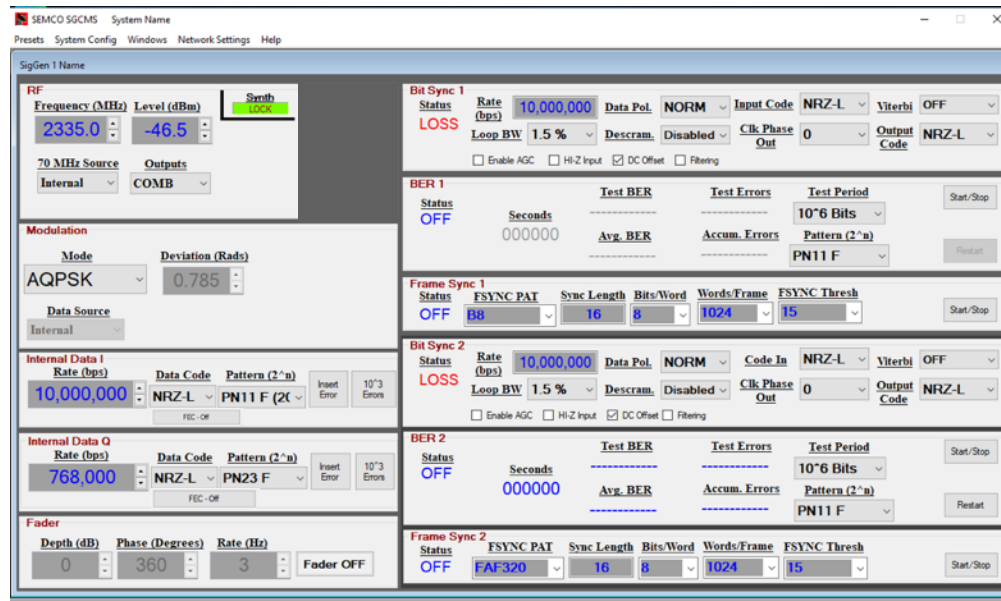 SEMCO SGCMS System Name
Presets System Config Windows Network Settings Help
SigGen 1 Name
RF
Frequency (MHz) Level (dBm) Synth
LOCK
2335.0 -46.5
70 MHz Source Outputs
Internal COMB
Modulation
Mode Deviation (Rads)
AQPSK 0.785
Data Source
Internal
Internal Data I
Rate (bps) Data Code Pattern (2^n)
10,000,000 NRZ-L PN11 F (2( Insert Error 10^3 Errors
FEC - Off
Internal Data Q
Rate (bps) Data Code Pattern (2^n)
768,000 NRZ-L PN23 F Insert Error 10^3 Errors
FEC - Off
Fader
Depth (dB) Phase (Degrees) Rate (Hz)
0 360 3 Fader OFF
Bit Sync 1
Status Rate (bps) 10,000,000 Data Pol. NORM Input Code NRZ-L Viterbi OFF
LOSS Loop BW 1.5 % Descram. Disabled Clk Phase Out 0 Output Code NRZ-L
Enable AGC HI-Z Input DC Offset Filtering
BER 1
Status Seconds Test BER Test Errors Test Period Start/Stop
OFF 000000 ------------ ------------ 10^6 Bits
Avg. BER Accum. Errors Pattern (2^n) Restart
------------ ------------ PN11 F
Frame Sync 1
Status FSYNC PAT Sync Length Bits/Word Words/Frame FSYNC Thresh
OFF B8 16 8 1024 15 Start/Stop
Bit Sync 2
Status Rate (bps) 10,000,000 Data Pol. NORM Code In NRZ-L Viterbi OFF
LOSS Loop BW 1.5 % Descram. Disabled Clk Phase Out 0 Output Code NRZ-L
Enable AGC HI-Z Input DC Offset Filtering
BER 2
Status Seconds Test BER Test Errors Test Period Start/Stop
OFF 000000 ------------ ------------ 10^6 Bits
Avg. BER Accum. Errors Pattern (2^n) Restart
------------ ------------ PN11 F
Frame Sync 2
Status FSYNC PAT Sync Length Bits/Word Words/Frame FSYNC Thresh
OFF FAF320 16 8 1024 15 Start/Stop